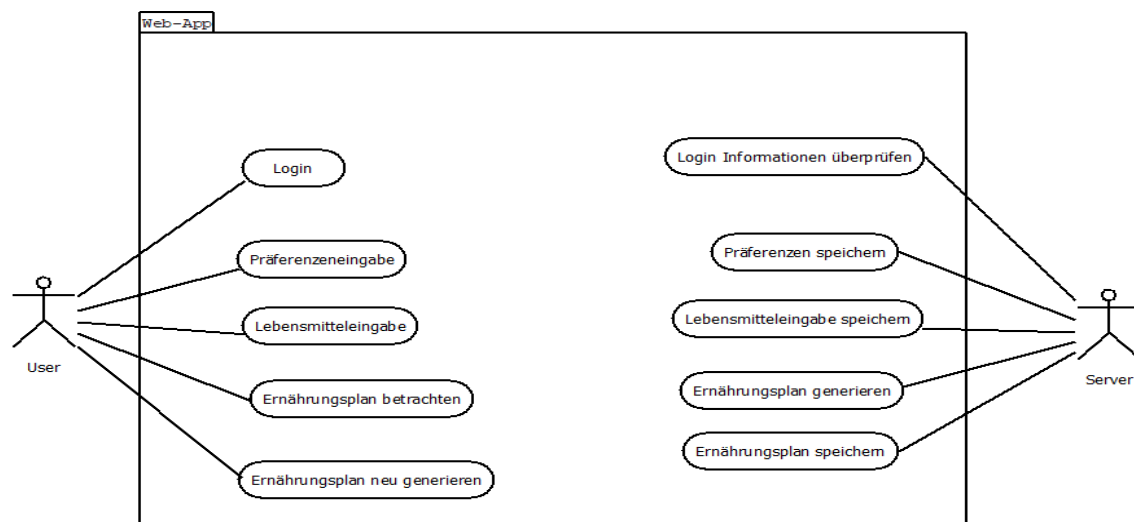 Web-App
Login
Login Informationen überprüfen
Präferenzeneingabe
Präferenzen speichern
Lebensmitteleingabe
Lebensmitteleingabe speichern
User
Server
Ernährungsplan betrachten
Ernährungsplan generieren
Ernährungsplan speichern
Ernährungsplan neu generieren